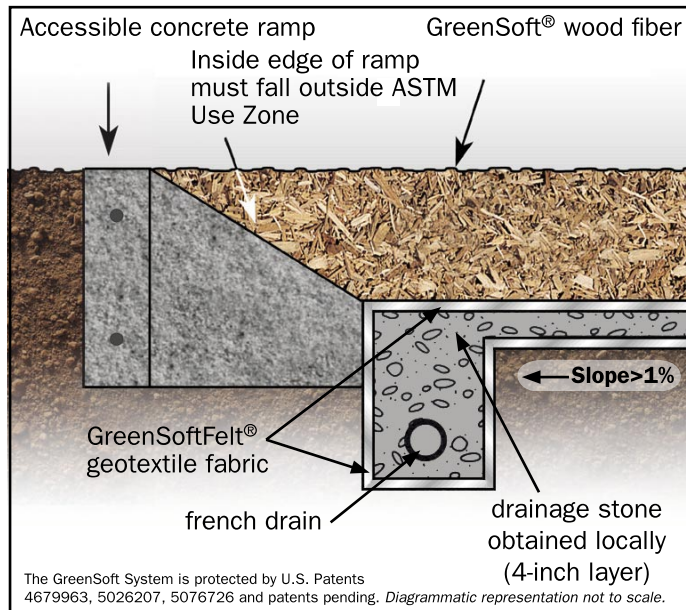 Accessible concrete ramp
GreenSoft® wood fiber
Inside edge of ramp
must fall outside ASTM
Use Zone
Slope>1%
GreenSoftFelt®
geotextile fabric
french drain
drainage stone
obtained locally
(4-inch layer)
The GreenSoft System is protected by U.S. Patents
4679963, 5026207, 5076726 and patents pending. Diagrammatic representation not to scale.